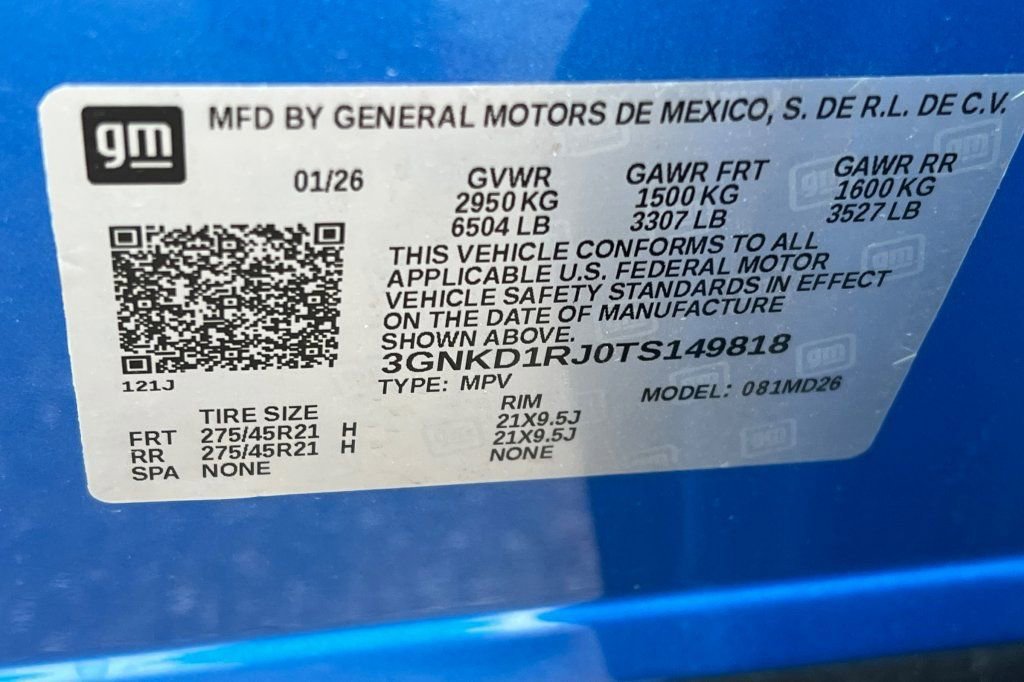 gm
MFD BY GENERAL MOTORS DE MEXICO, S. DE R.L. DE C.V.
01/26
GVWR GAWR FRT GAWR RR
2950 KG 1500 KG 1600 KG
6504 LB 3307 LB 3527 LB
THIS VEHICLE CONFORMS TO ALL
APPLICABLE U.S. FEDERAL MOTOR
VEHICLE SAFETY STANDARDS IN EFFECT
ON THE DATE OF MANUFACTURE
SHOWN ABOVE.
3GNKD1RJ0TS149818
121J
TYPE: MPV MODEL: 081MD26
TIRE SIZE RIM
FRT 275/45R21 H 21X9.5J
RR 275/45R21 H 21X9.5J
SPA NONE NONE